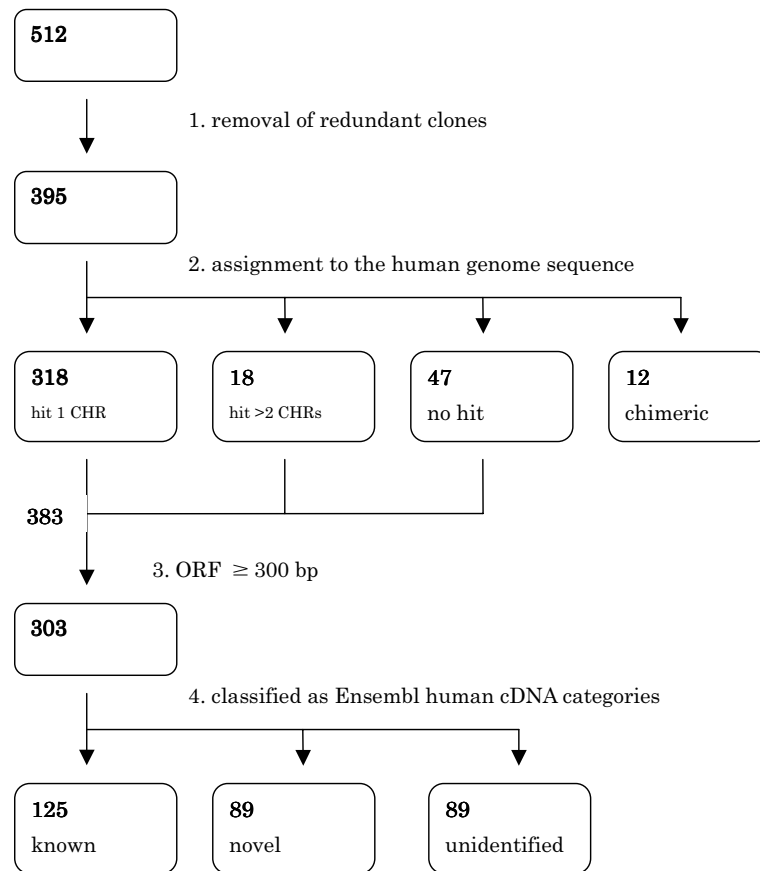 512
1. removal of redundant clones
395
2. assignment to the human genome sequence
318
hit 1 CHR
18
hit >2 CHRs
47
no hit
12
chimeric
383
3. ORF ≧ 300 bp
303
4. classified as Ensembl human cDNA categories
125
known
89
novel
89
unidentified